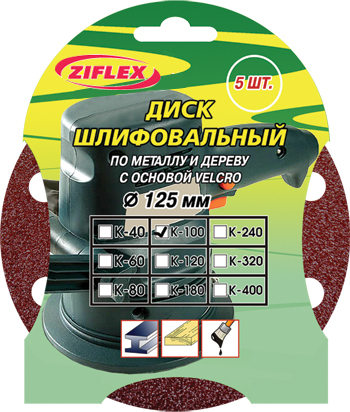 ZIFLEX
5 ШТ.
ДИСК
ШЛИФОВАЛЬНЫЙ
ПО МЕТАЛЛУ И ДЕРЕВУ
С ОСНОВОЙ VELCRO
Ø 125 мм
К-40 К-100 К-240
К-60 К-120 К-320
К-80 К-180 К-400